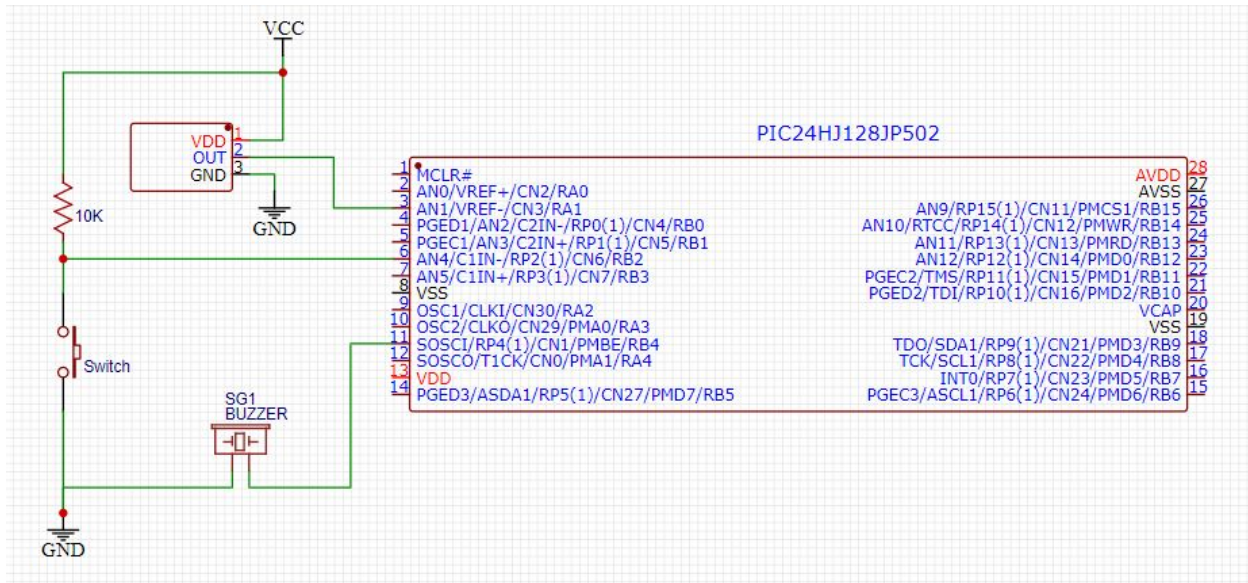 VCC
PIC24HJ128JP502
VDD 1
OUT 2
GND 3
GND
10K
Switch
SG1
BUZZER
GND
1 MCLR#
2 AN0/VREF+/CN2/RA0
3 AN1/VREF-/CN3/RA1
4 PGED1/AN2/C2IN-/RP0(1)/CN4/RB0
5 PGEC1/AN3/C2IN+/RP1(1)/CN5/RB1
6 AN4/C1IN-/RP2(1)/CN6/RB2
7 AN5/C1IN+/RP3(1)/CN7/RB3
8 VSS
9 OSC1/CLKI/CN30/RA2
10 OSC2/CLKO/CN29/PMA0/RA3
11 SOSCI/RP4(1)/CN1/PMBE/RB4
12 SOSCO/T1CK/CN0/PMA1/RA4
13 VDD
14 PGED3/ASDA1/RP5(1)/CN27/PMD7/RB5
AVDD 28
AVSS 27
AN9/RP15(1)/CN11/PMCS1/RB15 26
AN10/RTCC/RP14(1)/CN12/PMWR/RB14 25
AN11/RP13(1)/CN13/PMRD/RB13 24
AN12/RP12(1)/CN14/PMD0/RB12 23
PGEC2/TMS/RP11(1)/CN15/PMD1/RB11 22
PGED2/TDI/RP10(1)/CN16/PMD2/RB10 21
VCAP 20
VSS 19
TDO/SDA1/RP9(1)/CN21/PMD3/RB9 18
TCK/SCL1/RP8(1)/CN22/PMD4/RB8 17
INT0/RP7(1)/CN23/PMD5/RB7 16
PGEC3/ASCL1/RP6(1)/CN24/PMD6/RB6 15